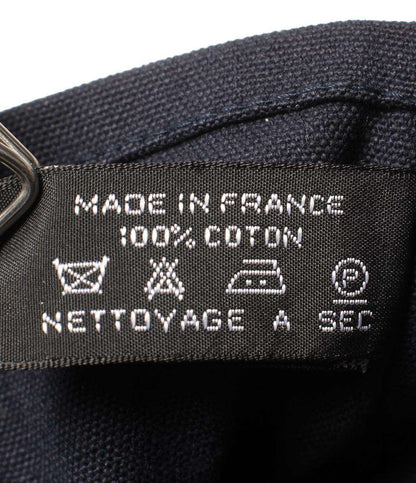 MADE IN FRANCE
100% COTON
P
NETTOYAGE A SEC